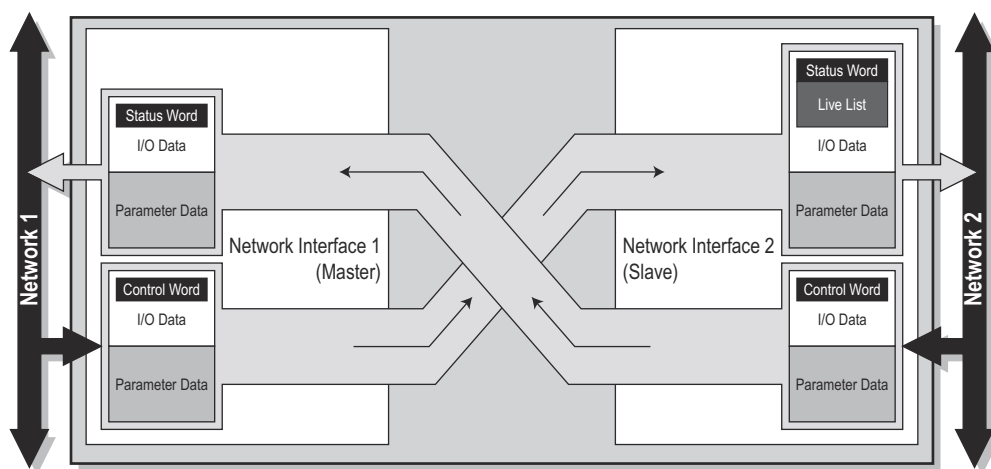 Network 1
Status Word
I/O Data
Parameter Data
Network Interface 1
(Master)
Control Word
I/O Data
Parameter Data
Status Word
Live List
I/O Data
Parameter Data
Network Interface 2
(Slave)
Control Word
I/O Data
Parameter Data
Network 2